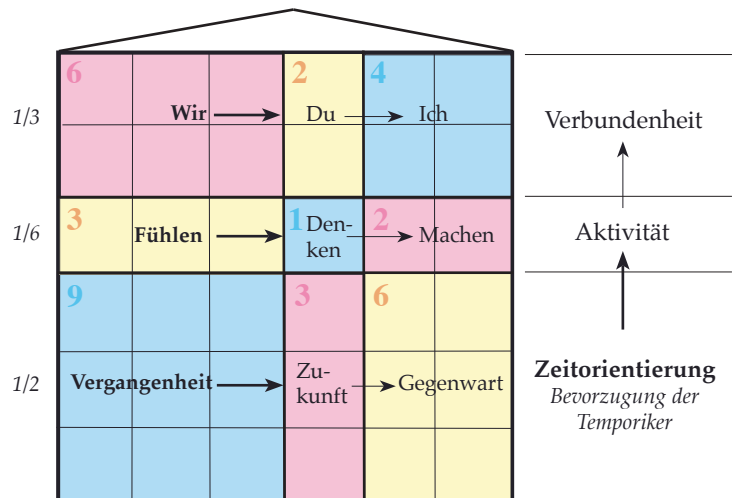 6 2 4
1/3 Wir Du Ich Verbundenheit
3 1 2
1/6 Fühlen Den-
ken Machen Aktivität
9 3 6
1/2 Vergangenheit Zu-
kunft Gegenwart
Zeitorientierung
Bevorzugung der
Temporiker